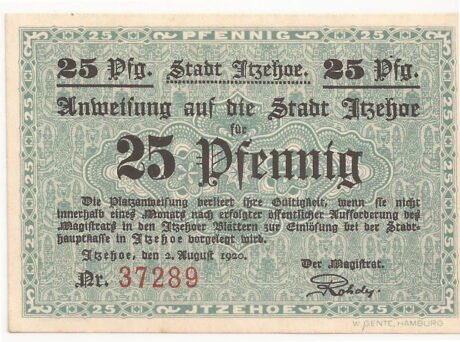 25 PFENNIG 25
25 Pfg. Stadt Itzehoe. 25 Pfg.
Anweisung auf die Stadt Itzehoe
für
25 Pfennig
Die Platzanweisung verliert ihre Gültigkeit, wenn sie nicht
innerhalb eines Monats nach erfolgter öffentlicher Aufforderung des
Magistrats in den Itzehoer Blättern zur Einlösung bei der Stadt-
hauptkasse in Itzehoe vorgelegt wird.
Itzehoe, den 2. August 1920.
Der Magistrat.
Nr. 37289
Rohde.
25 JTZEHOE 25
W. GENTE, HAMBURG